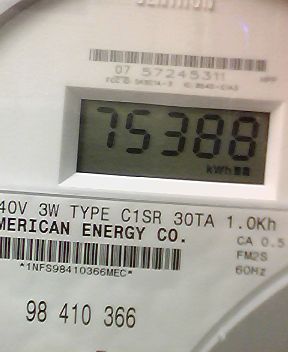 07 57245311
75388
kWh
40V 3W TYPE C1SR 30TA 1.0Kh
MERICAN ENERGY CO.
CA 0.5
*1NFS98410366MEC*
FM2S
60Hz
98 410 366